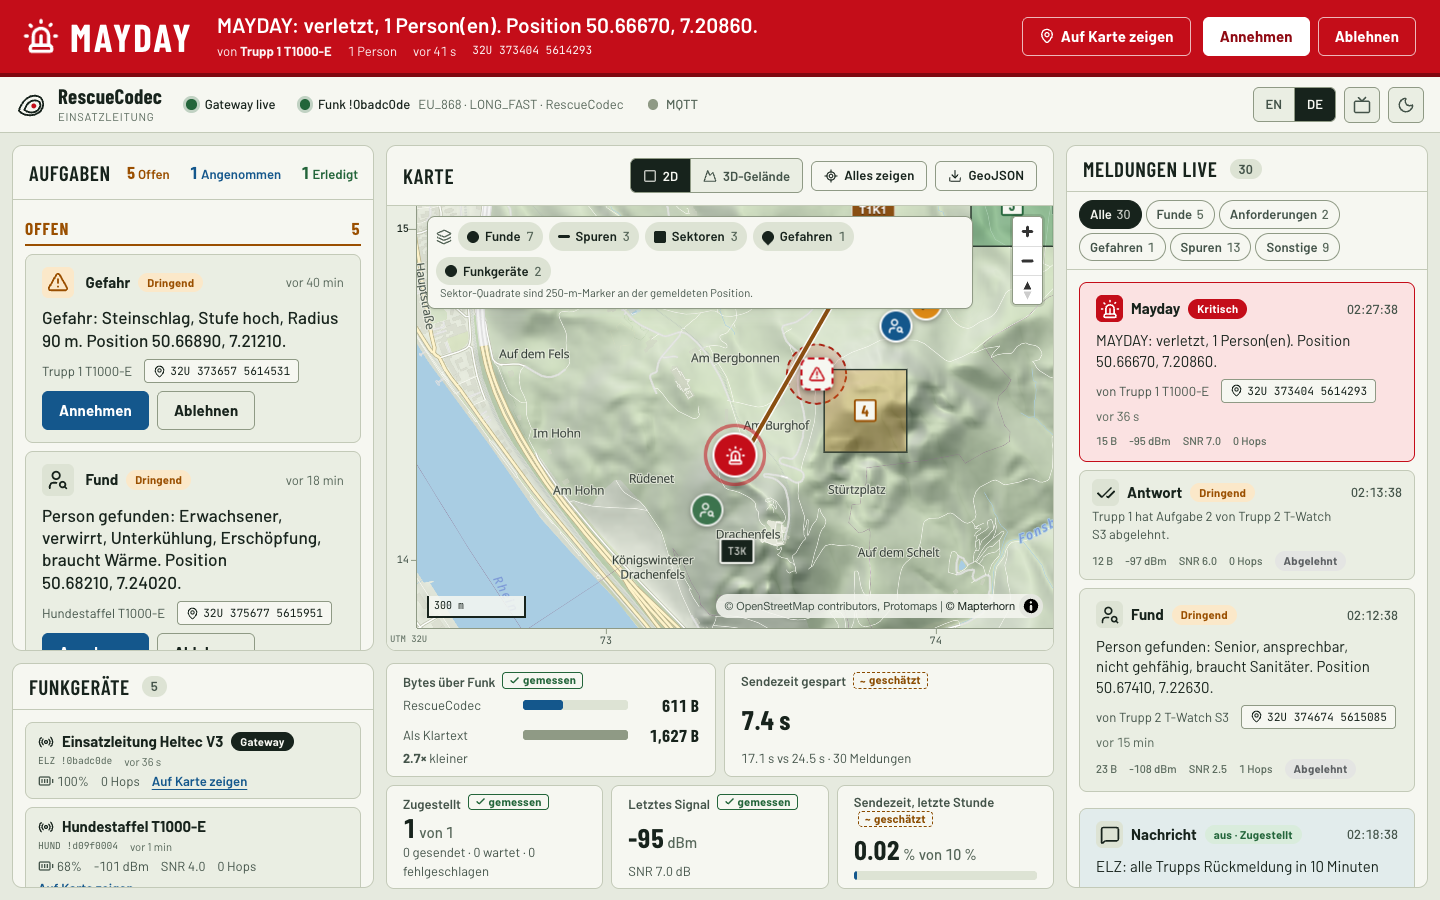 MAYDAY
MAYDAY: verletzt, 1 Person(en). Position 50.66670, 7.20860.
von Trupp 1 T1000-E 1 Person vor 41 s 32U 373404 5614293
Auf Karte zeigen
Annehmen
Ablehnen
RescueCodec
EINSATZLEITUNG
Gateway live
Funk !0badc0de EU_868 · LONG_FAST · RescueCodec
MQTT
EN DE
AUFGABEN 5 Offen 1 Angenommen 1 Erledigt
OFFEN 5
Gefahr Dringend vor 40 min
Gefahr: Steinschlag, Stufe hoch, Radius
90 m. Position 50.66890, 7.21210.
Trupp 1 T1000-E 32U 373657 5614531
Annehmen Ablehnen
Fund Dringend vor 18 min
Person gefunden: Erwachsener,
verwirrt, Unterkühlung, Erschöpfung,
braucht Wärme. Position
50.68210, 7.24020.
Hundestaffel T1000-E 32U 375677 5615951
FUNKGERÄTE 5
Einsatzleitung Heltec V3 Gateway
ELZ !0badc0de vor 36 s
100% 0 Hops Auf Karte zeigen
Hundestaffel T1000-E
HUND !d09f0004 vor 1 min
68% -101 dBm SNR 4.0 0 Hops
Auf Karte zeigen
KARTE
2D 3D-Gelände
Alles zeigen
GeoJSON
T1K1
15
Funde 7 Spuren 3 Sektoren 3 Gefahren 1
Funkgeräte 2
Sektor-Quadrate sind 250-m-Marker an der gemeldeten Position.
Hauptstraße
Auf dem Fels
Am Bergbonnen
4
Am Burghof
Im Hohn
Rüdenet
Am Hohn
Stürtzplatz
Drachenfels
T3K
Auf dem Schelt
Königswinterer
Drachenfels
14
300 m
© OpenStreetMap contributors, Protomaps | © Mapterhorn
UTM 32U 73 74
Bytes über Funk gemessen
RescueCodec 611 B
Als Klartext 1,627 B
2.7× kleiner
Sendezeit gespart ~ geschätzt
7.4 s
17.1 s vs 24.5 s · 30 Meldungen
Zugestellt gemessen
1 von 1
0 gesendet · 0 wartet · 0
fehlgeschlagen
Letztes Signal gemessen
-95 dBm
SNR 7.0 dB
Sendezeit, letzte Stunde
~ geschätzt
0.02 % von 10 %
MELDUNGEN LIVE 30
Alle 30 Funde 5 Anforderungen 2
Gefahren 1 Spuren 13 Sonstige 9
Mayday Kritisch 02:27:38
MAYDAY: verletzt, 1 Person(en). Position
50.66670, 7.20860.
von Trupp 1 T1000-E 32U 373404 5614293
vor 36 s
15 B -95 dBm SNR 7.0 0 Hops
Antwort Dringend 02:13:38
Trupp 1 hat Aufgabe 2 von Trupp 2 T-Watch
S3 abgelehnt.
12 B -97 dBm SNR 6.0 0 Hops Abgelehnt
Fund Dringend 02:12:38
Person gefunden: Senior, ansprechbar,
nicht gehfähig, braucht Sanitäter. Position
50.67410, 7.22630.
von Trupp 2 T-Watch S3 32U 374674 5615085
vor 15 min
23 B -108 dBm SNR 2.5 1 Hops Abgelehnt
Nachricht aus · Zugestellt 02:18:38
ELZ: alle Trupps Rückmeldung in 10 Minuten